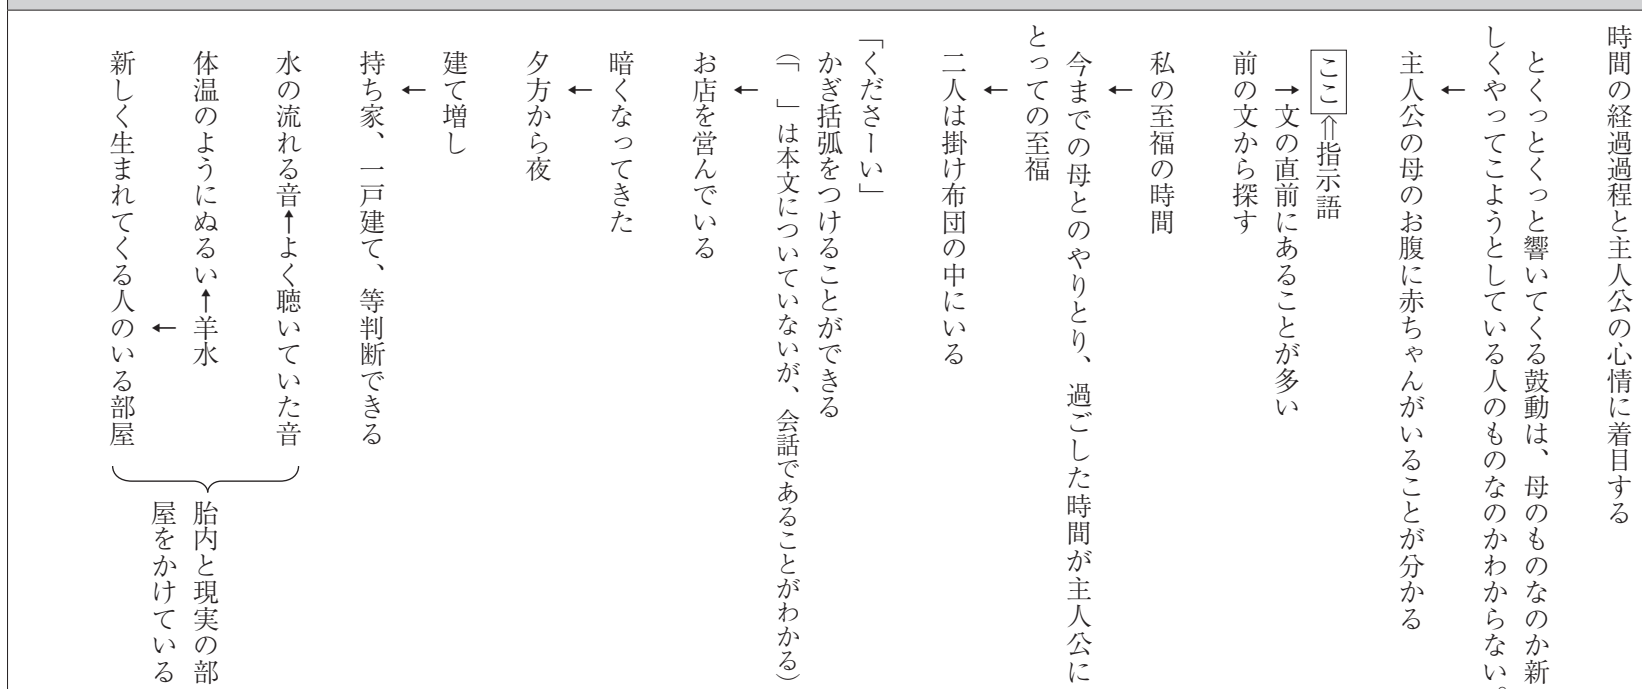 時間の経過過程と主人公の心情に着目する
とくっとくっと響いてくる鼓動は、母のものなのか新
しくやってこようとしている人のものなのかわからない。
←
主人公の母のお腹に赤ちゃんがいることが分かる
ここ⇐指示語
→文の直前にあることが多い
前の文から探す
私の至福の時間
←
今までの母とのやりとり、過ごした時間が主人公に
とっての至福
←
二人は掛け布団の中にいる
「くださーい」
かぎ括弧をつけることができる
(「　」は本文についていないが、会話であることがわかる)
←
お店を営んでいる
暗くなってきた
←
夕方から夜
建て増し
←
持ち家、一戸建て、等判断できる
水の流れる音↑よく聴いていた音
体温のようにぬるい↑羊水
←
新しく生まれてくる人のいる部屋
胎内と現実の部
屋をかけている